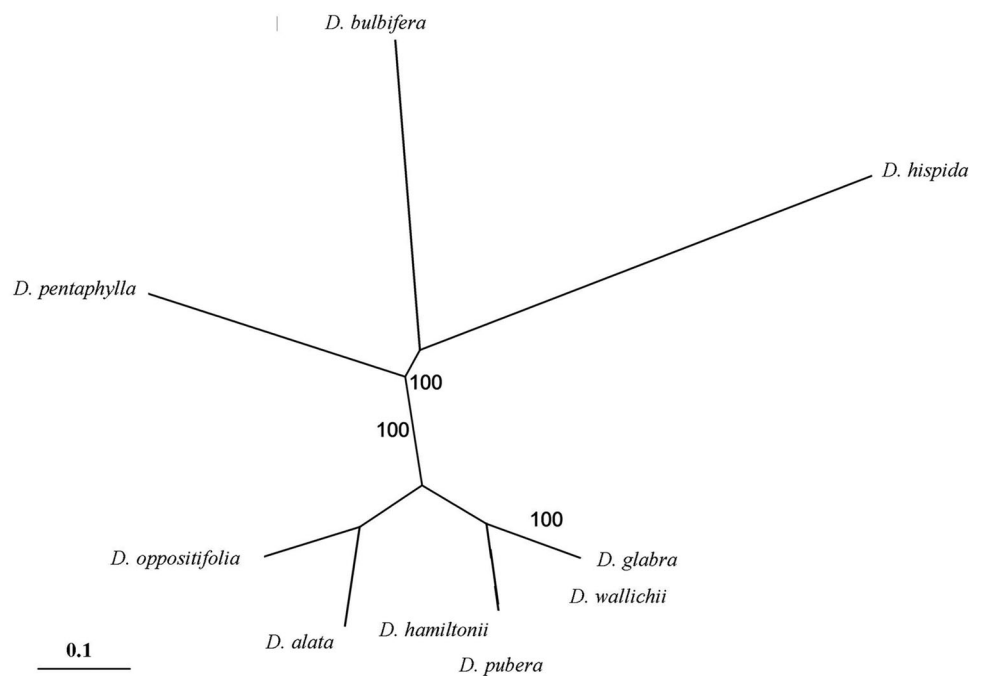 D. bulbifera
D. hispida
D. pentaphylla
100
100
100
D. oppositifolia
D. glabra
D. wallichii
D. hamiltonii
D. alata
0.1
D. pubera